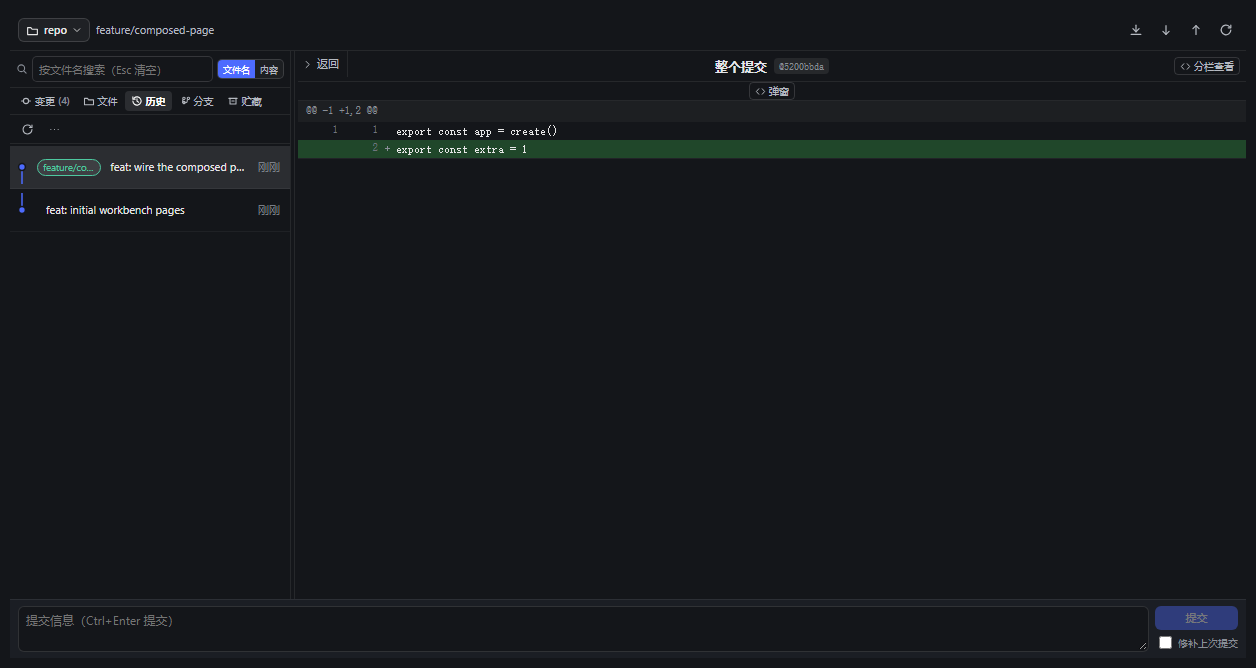 repo feature/composed-page
按文件名搜索（Esc 清空） 文件名 内容
变更 (4) 文件 历史 分支 贮藏
...
feature/co... feat: wire the composed p... 刚刚
feat: initial workbench pages 刚刚
返回 整个提交 @5200bbda 分栏查看
弹窗
@@ -1 +1,2 @@
1 1 export const app = create()
2 + export const extra = 1
提交信息（Ctrl+Enter 提交）
提交
修补上次提交